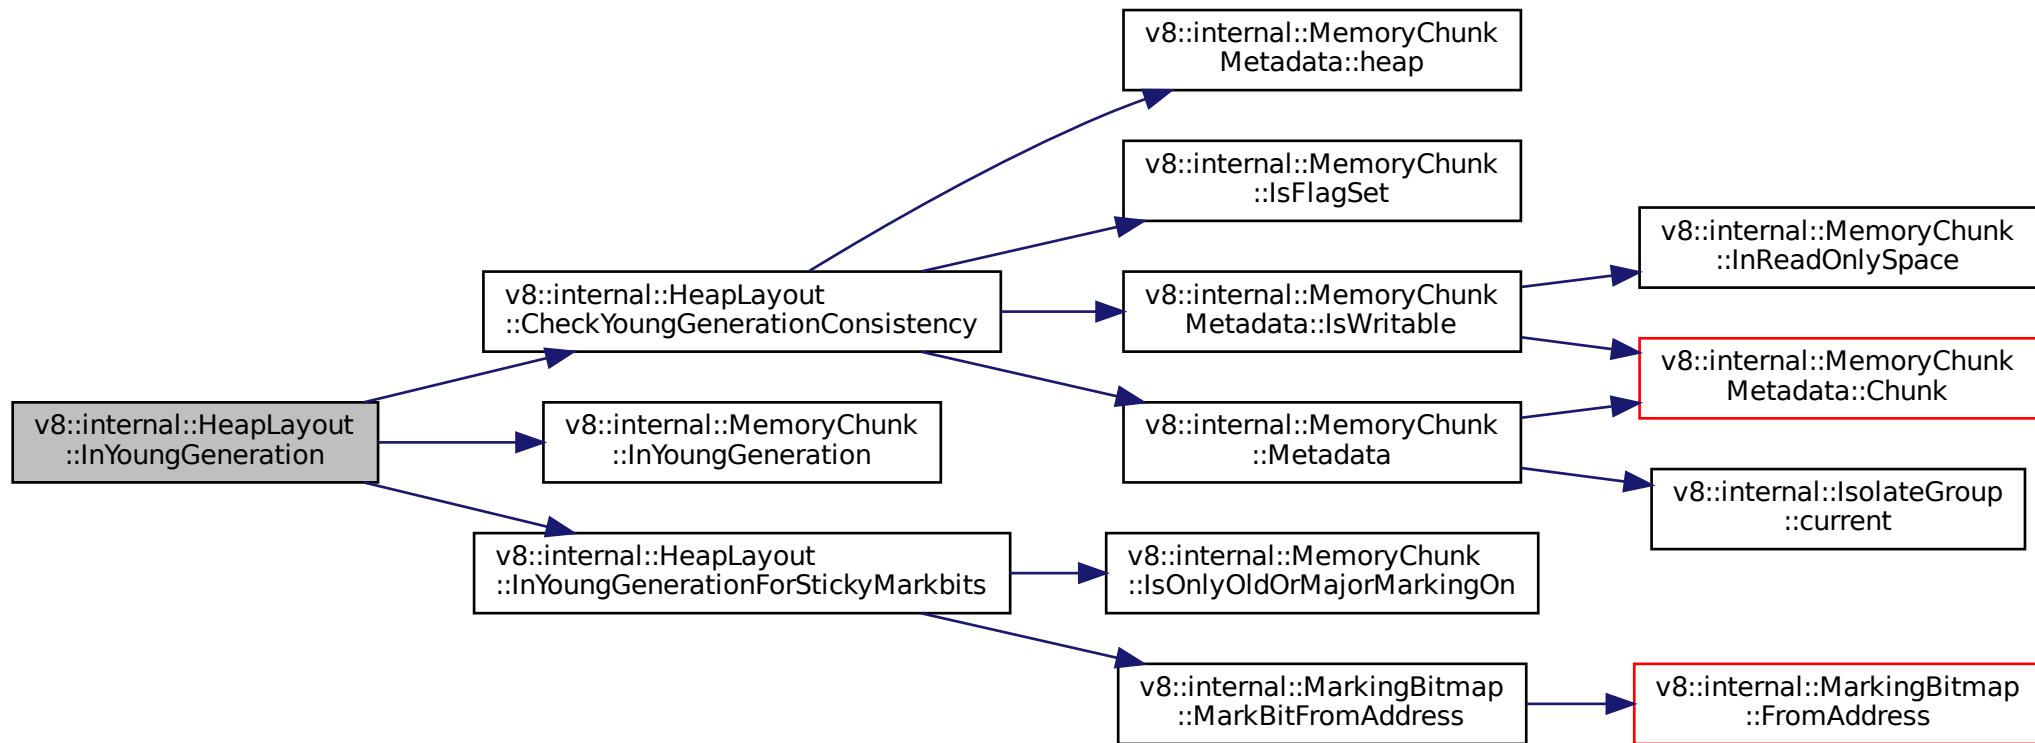 v8::internal::MemoryChunk
Metadata::heap
v8::internal::MemoryChunk
::IsFlagSet
v8::internal::MemoryChunk
::InReadOnlySpace
v8::internal::HeapLayout
::CheckYoungGenerationConsistency
v8::internal::MemoryChunk
Metadata::IsWritable
v8::internal::MemoryChunk
Metadata::Chunk
v8::internal::HeapLayout
::InYoungGeneration
v8::internal::MemoryChunk
::InYoungGeneration
v8::internal::MemoryChunk
::Metadata
v8::internal::IsolateGroup
::current
v8::internal::HeapLayout
::InYoungGenerationForStickyMarkbits
v8::internal::MemoryChunk
::IsOnlyOldOrMajorMarkingOn
v8::internal::MarkingBitmap
::MarkBitFromAddress
v8::internal::MarkingBitmap
::FromAddress